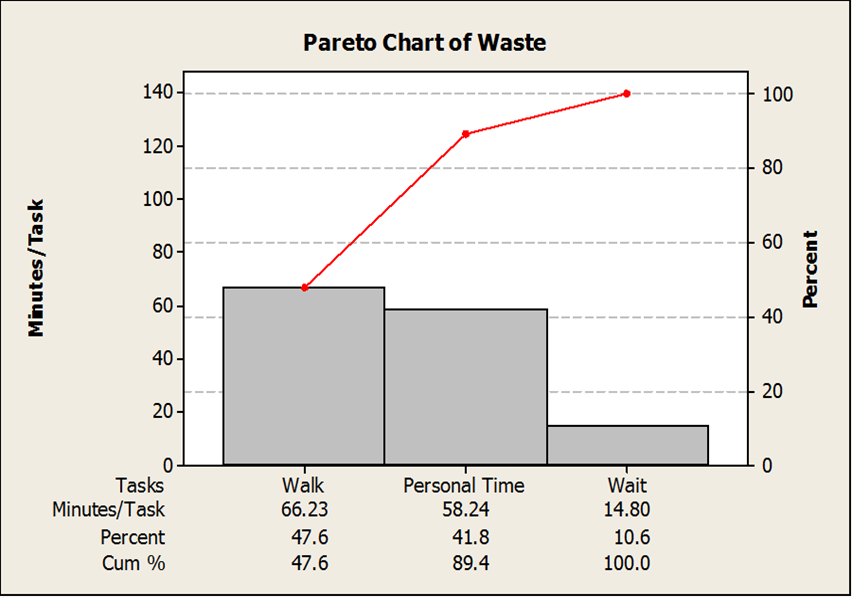 Pareto Chart of Waste
Minutes/Task
140
120
100
80
60
40
20
0
100
80
60
40
20
0
Percent
Tasks Walk Personal Time Wait
Minutes/Task 66.23 58.24 14.80
Percent 47.6 41.8 10.6
Cum % 47.6 89.4 100.0